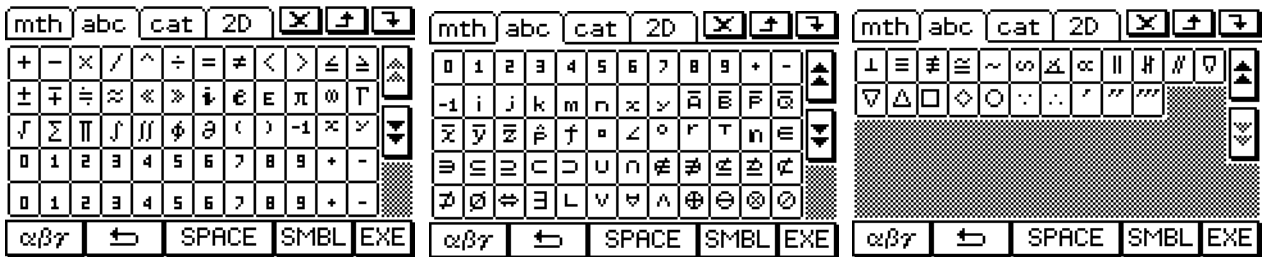 mth abc cat 2D
+ − × / ^ ÷ = ≠ < > ≤ ≥
± ∓ ≒ ≈ ≪ ≫ i e E π ∞ Γ
√ Σ Π ∫ ∬ ∮ ∂ ( ) -1 x y
0 1 2 3 4 5 6 7 8 9 + -
0 1 2 3 4 5 6 7 8 9 + -
αβγ SPACE SMBL EXE
mth abc cat 2D
0 1 2 3 4 5 6 7 8 9 + -
-1 i j k m n x y Ā B̄ P̄ Q̄
x̄ ȳ z̄ p̂ † ▫ ∠ ° r T n ∈
∋ ⊆ ⊇ ⊂ ⊃ ∪ ∩ ∉ ∌ ⊈ ⊉ ⊄
⊅ ∅ ⇔ ∃ ∟ ∨ ∀ ∧ ⊕ ⊖ ⊗ ⊘
αβγ SPACE SMBL EXE
mth abc cat 2D
⊥ ≡ ≢ ≅ ~ ∽ ∡ ∝ ∥ ∦ ⫽ ∇
▽ △ □ ◇ ○ ∵ ∴ ′ ″ ‴
αβγ SPACE SMBL EXE